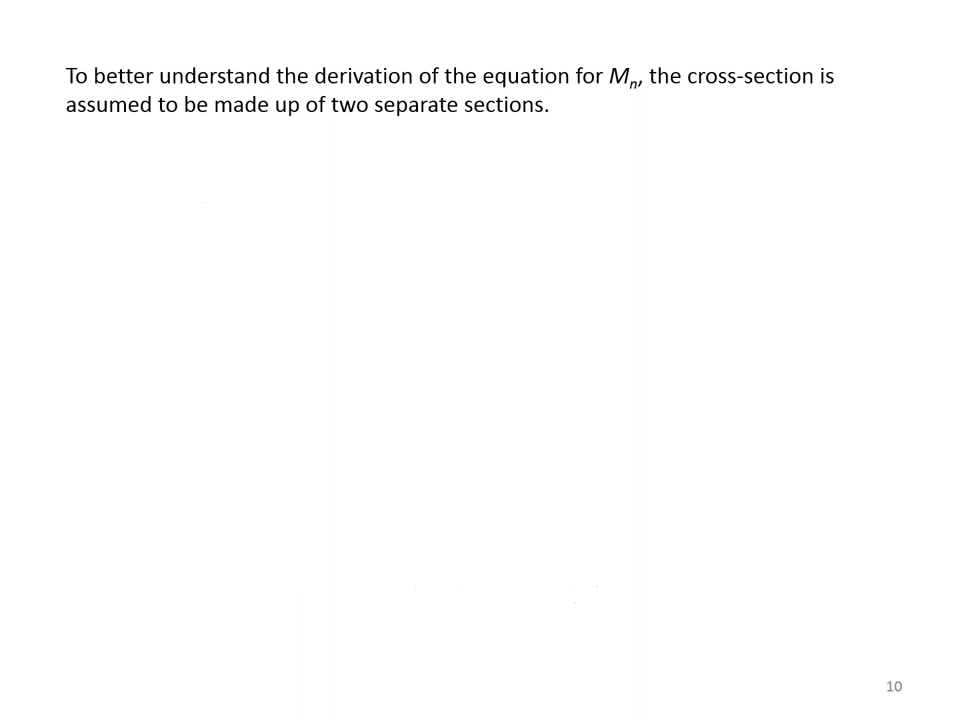 To better understand the derivation of the equation for Mn, the cross-section is
assumed to be made up of two separate sections.
10